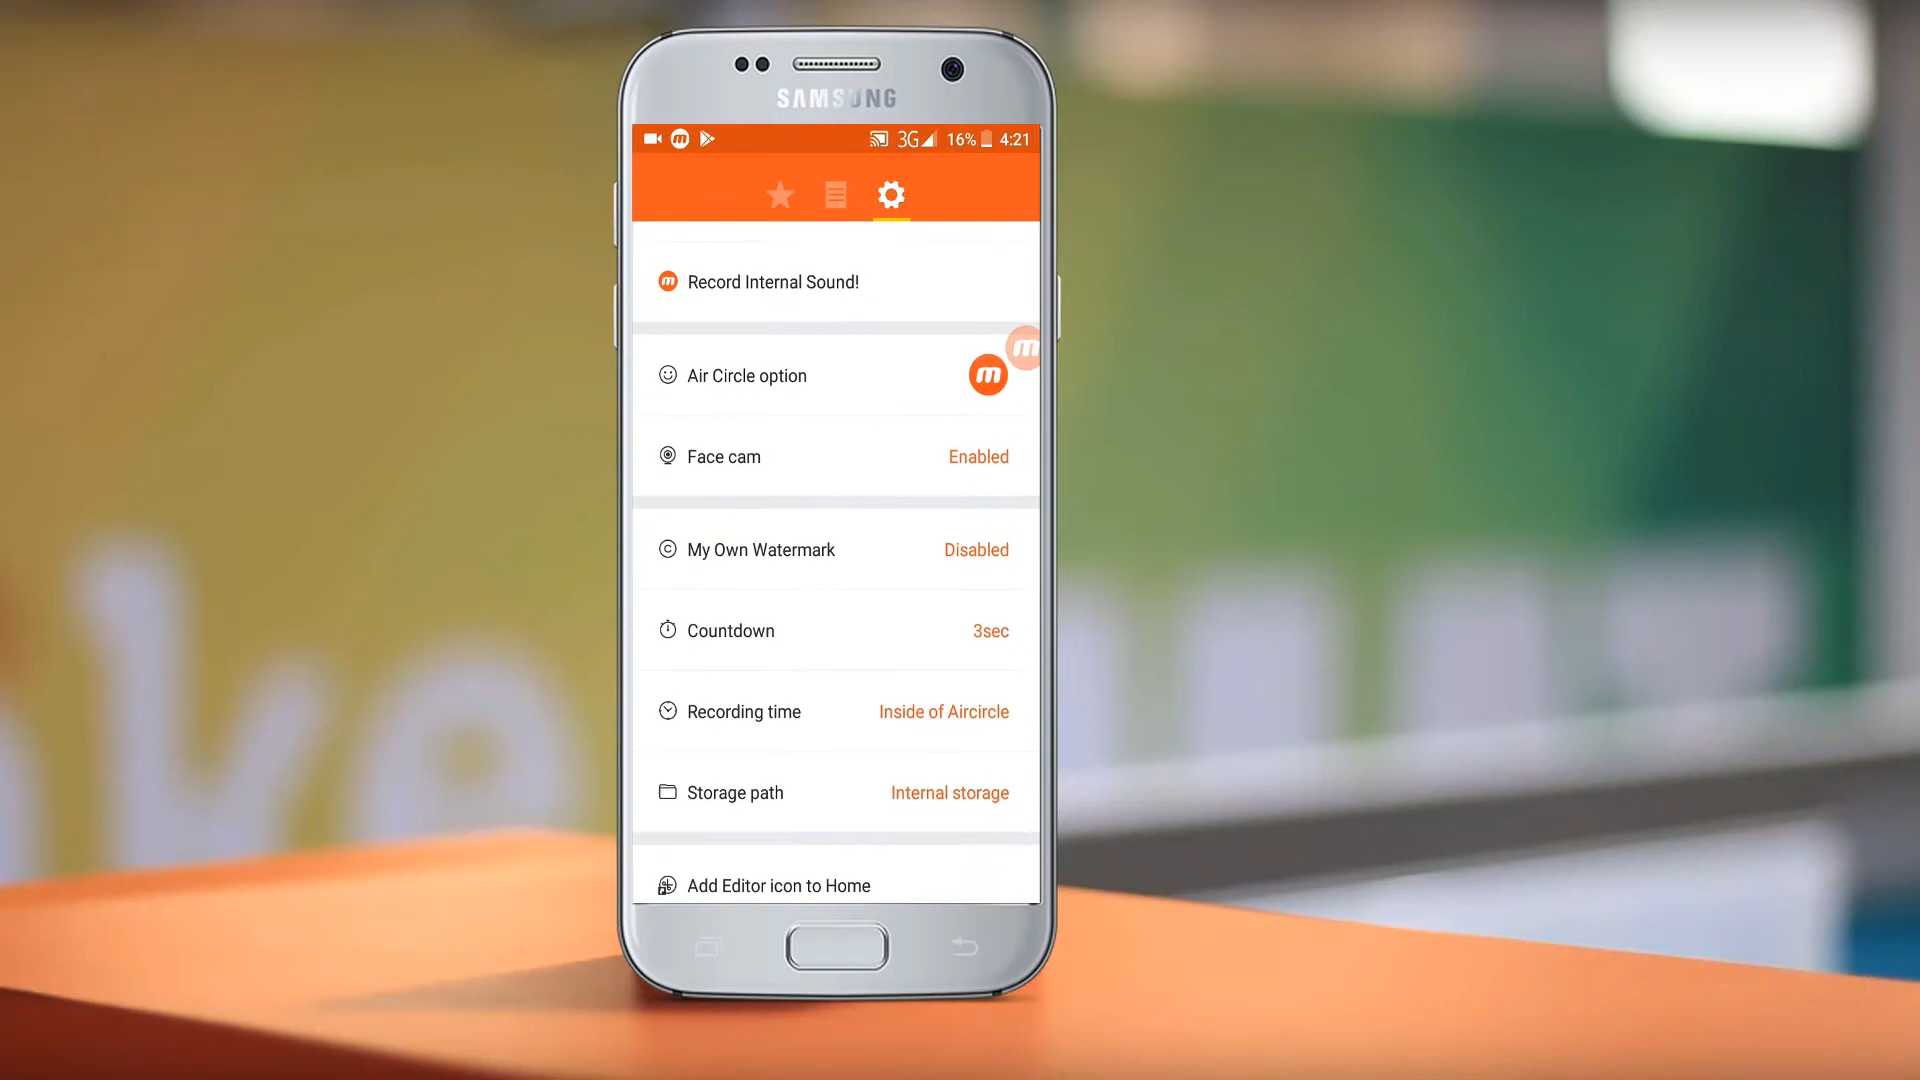 SAMSUNG
3G 16% 4:21
Record Internal Sound!
Air Circle option
Face cam Enabled
My Own Watermark Disabled
Countdown 3sec
Recording time Inside of Aircircle
Storage path Internal storage
Add Editor icon to Home